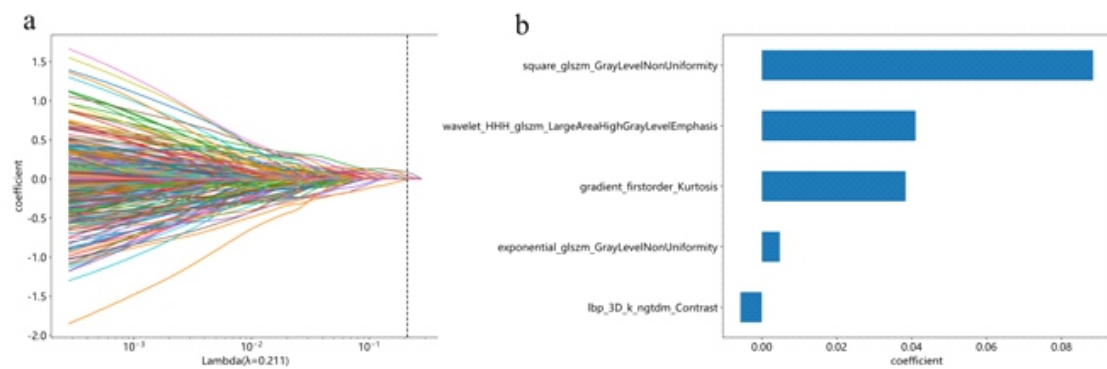 a
1.5
1.0
0.5
0.0
-0.5
-1.0
-1.5
-2.0
coefficient
10⁻³ 10⁻² 10⁻¹
Lambda(λ=0.211)
b
square_glszm_GrayLevelNonUniformity
wavelet_HHH_glszm_LargeAreaHighGrayLevelEmphasis
gradient_firstorder_Kurtosis
exponential_glszm_GrayLevelNonUniformity
lbp_3D_k_ngtdm_Contrast
0.00 0.02 0.04 0.06 0.08
coefficient